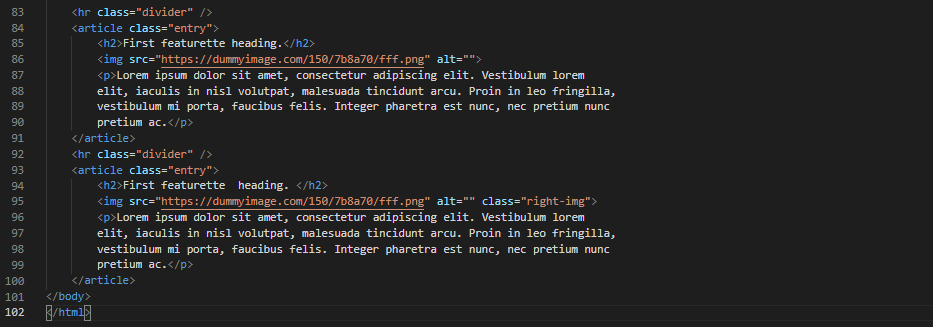 83 <hr class="divider" />
84 <article class="entry">
85 <h2>First featurette heading.</h2>
86 <img src="https://dummyimage.com/150/7b8a70/fff.png" alt="">
87 <p>Lorem ipsum dolor sit amet, consectetur adipiscing elit. Vestibulum lorem
88 elit, iaculis in nisl volutpat, malesuada tincidunt arcu. Proin in leo fringilla,
89 vestibulum mi porta, faucibus felis. Integer pharetra est nunc, nec pretium nunc
90 pretium ac.</p>
91 </article>
92 <hr class="divider" />
93 <article class="entry">
94 <h2>First featurette  heading. </h2>
95 <img src="https://dummyimage.com/150/7b8a70/fff.png" alt="" class="right-img">
96 <p>Lorem ipsum dolor sit amet, consectetur adipiscing elit. Vestibulum lorem
97 elit, iaculis in nisl volutpat, malesuada tincidunt arcu. Proin in leo fringilla,
98 vestibulum mi porta, faucibus felis. Integer pharetra est nunc, nec pretium nunc
99 pretium ac.</p>
100 </article>
101 </body>
102 </html>